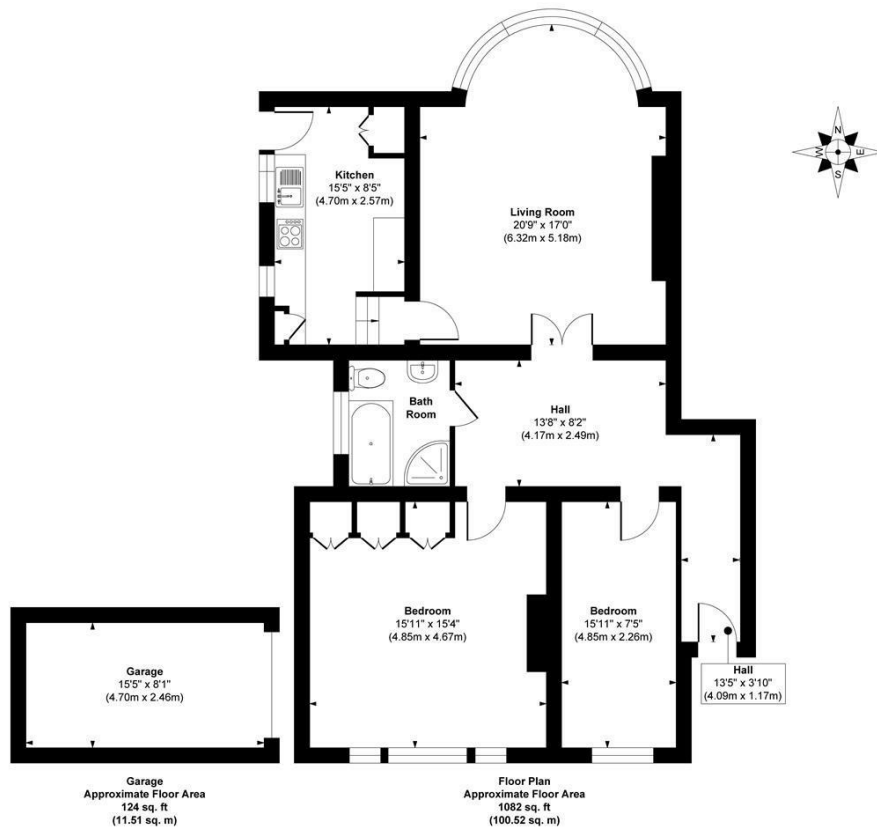 Kitchen
15'5" x 8'5"
(4.70m x 2.57m)
Living Room
20'9" x 17'0"
(6.32m x 5.18m)
N
W
E
S
Bath
Room
Hall
13'8" x 8'2"
(4.17m x 2.49m)
Bedroom
15'11" x 15'4"
(4.85m x 4.67m)
Bedroom
15'11" x 7'5"
(4.85m x 2.26m)
Hall
13'5" x 3'10"
(4.09m x 1.17m)
Garage
15'5" x 8'1"
(4.70m x 2.46m)
Garage
Approximate Floor Area
124 sq. ft
(11.51 sq. m)
Floor Plan
Approximate Floor Area
1082 sq. ft
(100.52 sq. m)